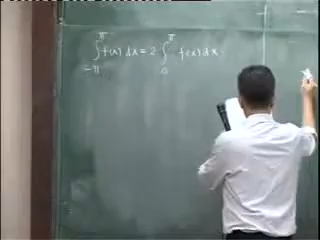 ∫_{-π}^{π} f(x) dx = 2 ∫_{0}^{π} f(x) dx